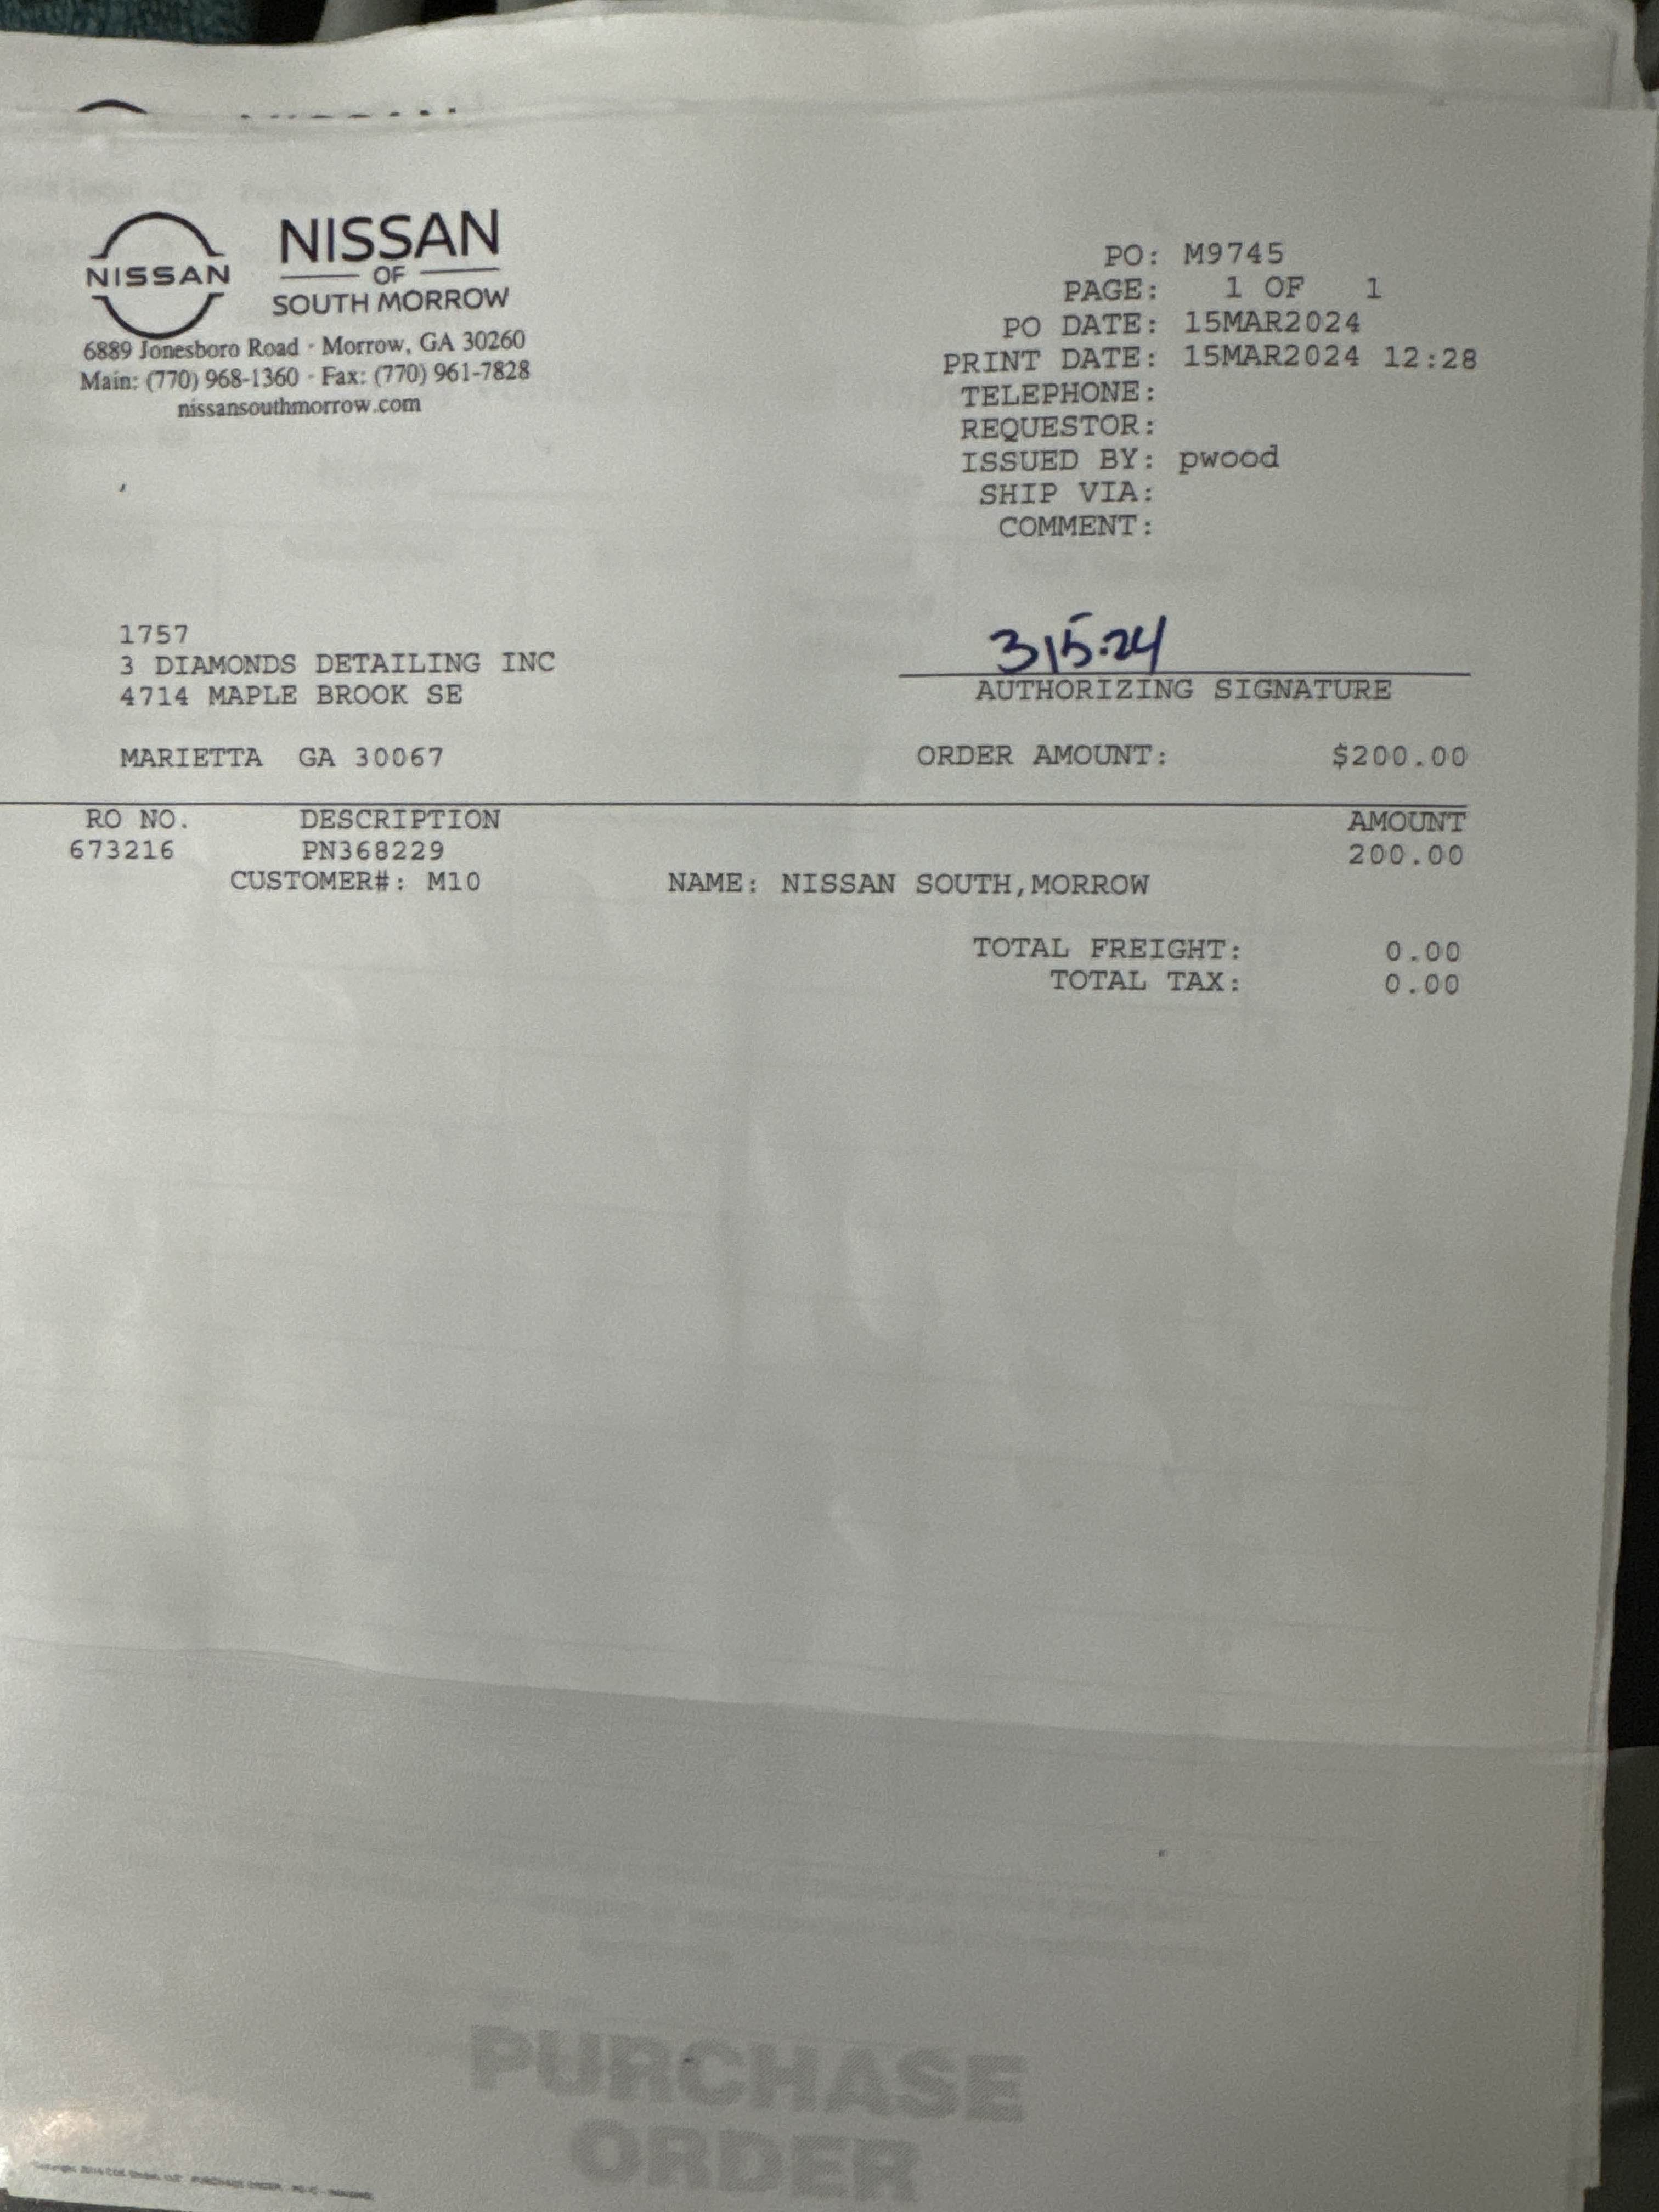 NISSAN
NISSAN
OF
SOUTH MORROW
6889 Jonesboro Road - Morrow, GA 30260
Main: (770) 968-1360 - Fax: (770) 961-7828
nissansouthmorrow.com
PO: M9745
PAGE: 1 OF 1
PO DATE: 15MAR2024
PRINT DATE: 15MAR2024 12:28
TELEPHONE:
REQUESTOR:
ISSUED BY: pwood
SHIP VIA:
COMMENT:
1757
3 DIAMONDS DETAILING INC
4714 MAPLE BROOK SE
MARIETTA GA 30067
3 15.24
AUTHORIZING SIGNATURE
ORDER AMOUNT: $200.00
RO NO. DESCRIPTION AMOUNT
673216 PN368229 200.00
CUSTOMER#: M10 NAME: NISSAN SOUTH,MORROW
TOTAL FREIGHT: 0.00
TOTAL TAX: 0.00
PURCHASE
ORDER